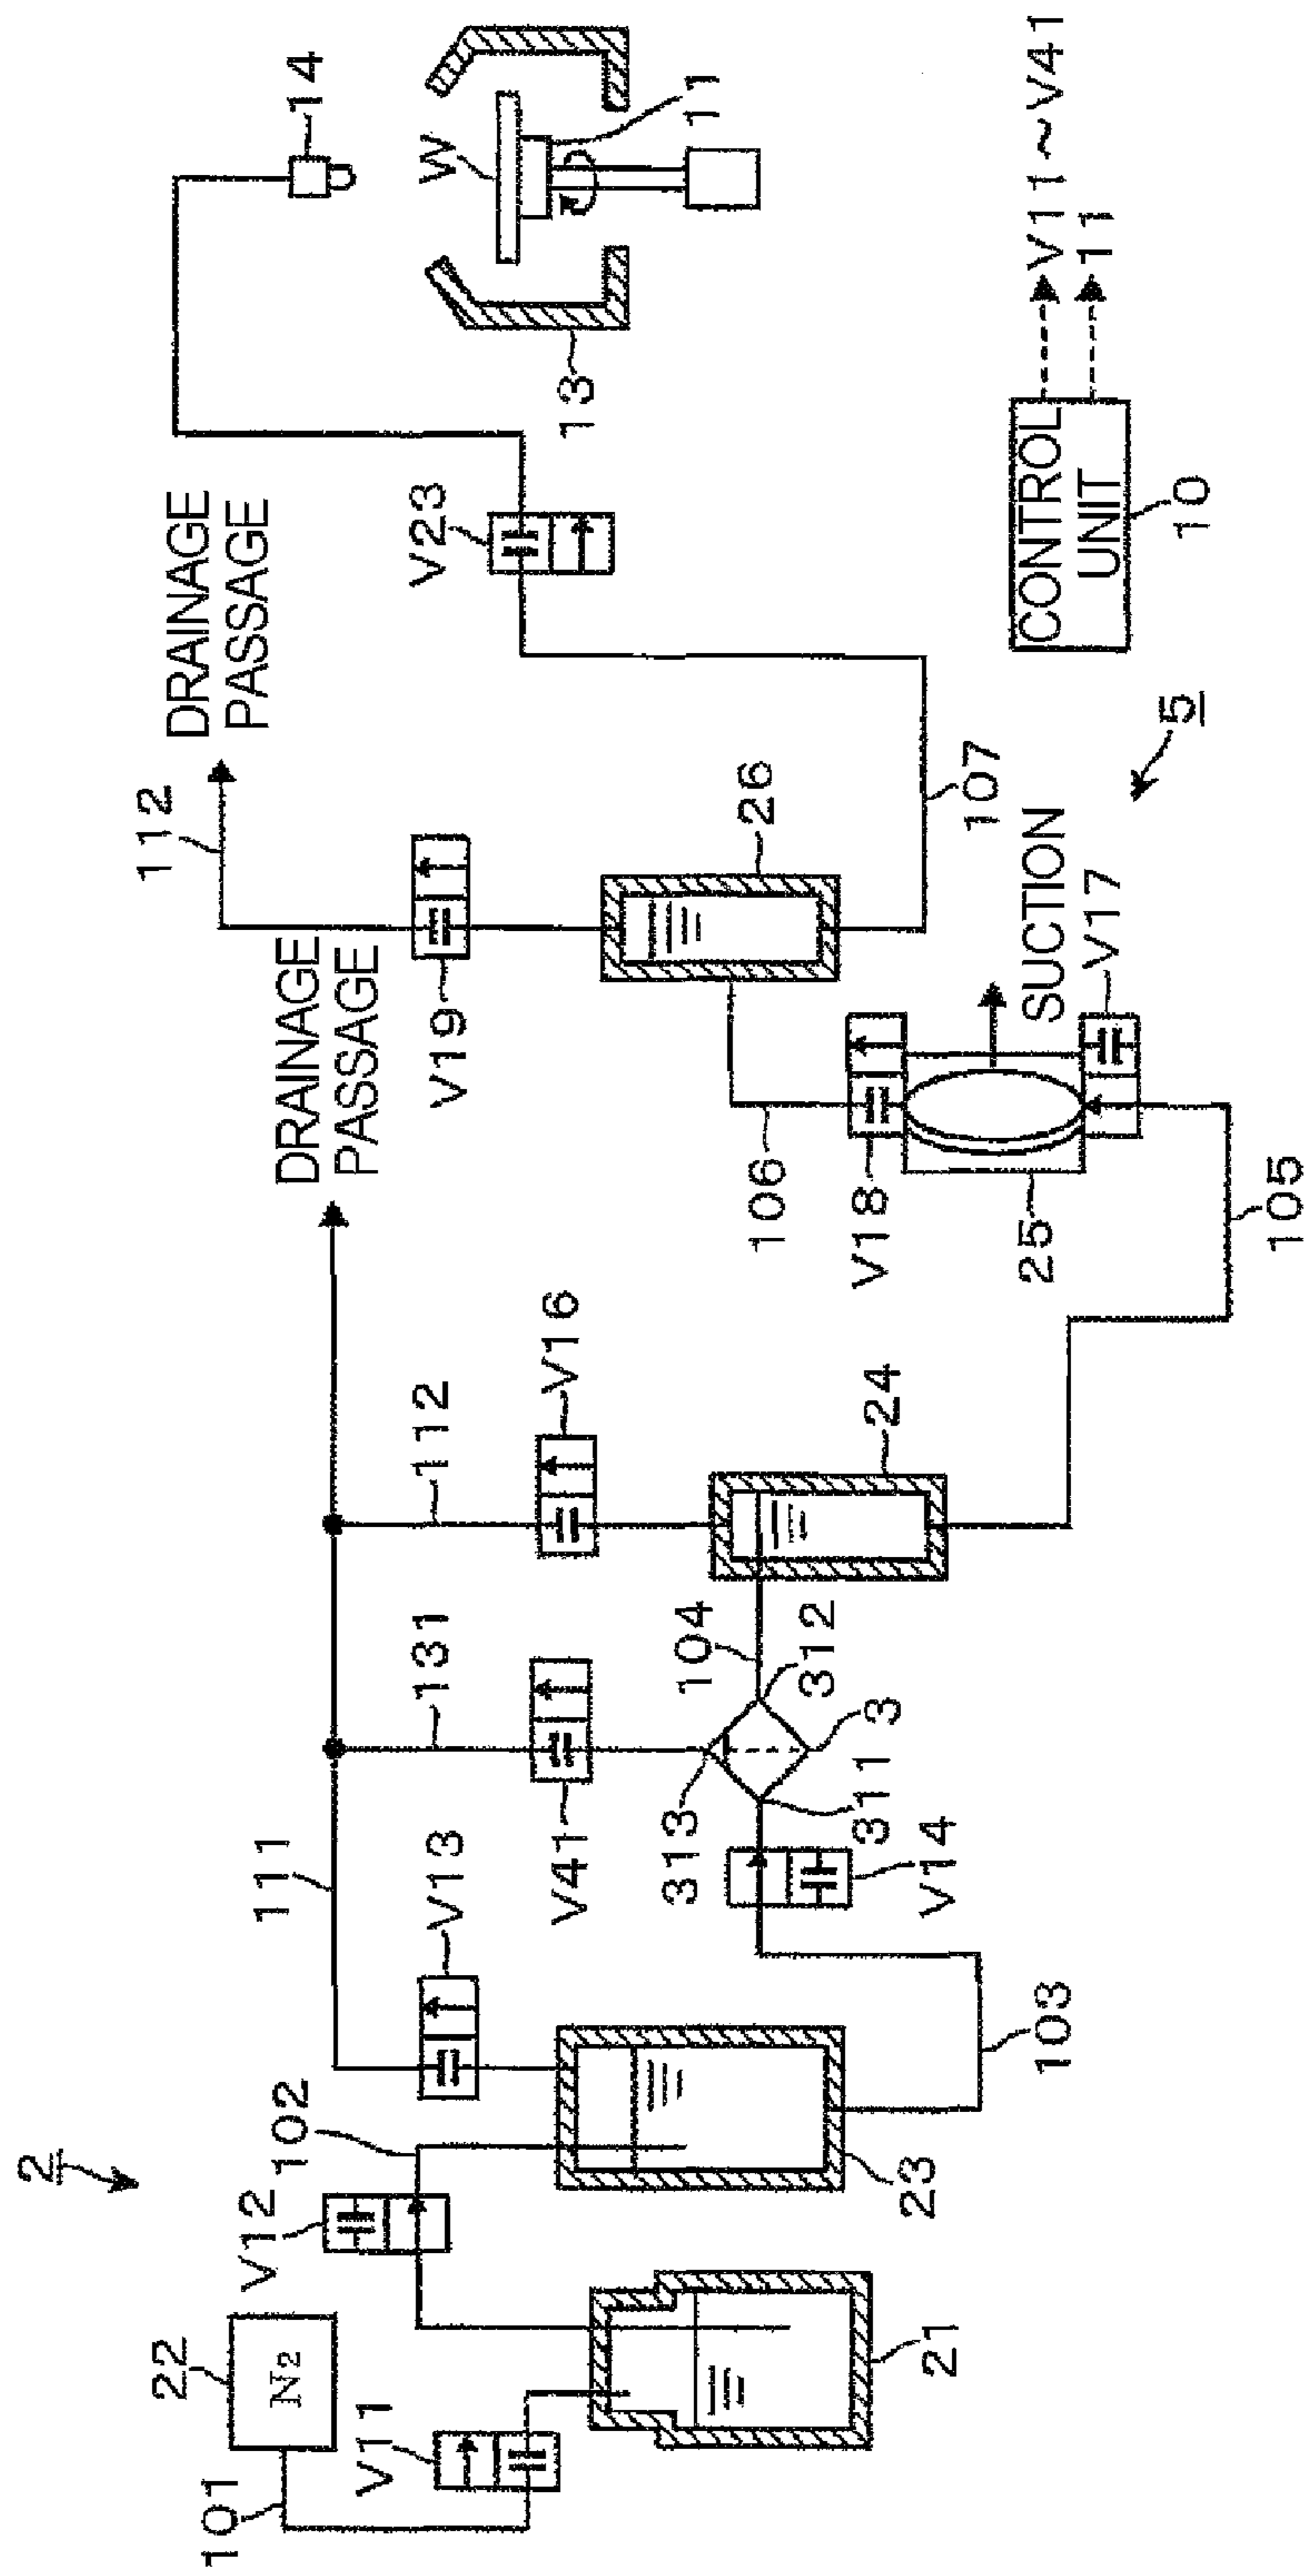 2
22
N2
101
V11
21
V12
102
23
103
111
V13
131
V41
313
311
V14
3
104
312
112
V16
24
DRAINAGE
PASSAGE
105
25
V18
106
V17
SUCTION
5
V19
26
112
DRAINAGE
PASSAGE
107
V23
CONTROL
UNIT
10
V11~V41
11
13
W
11
14